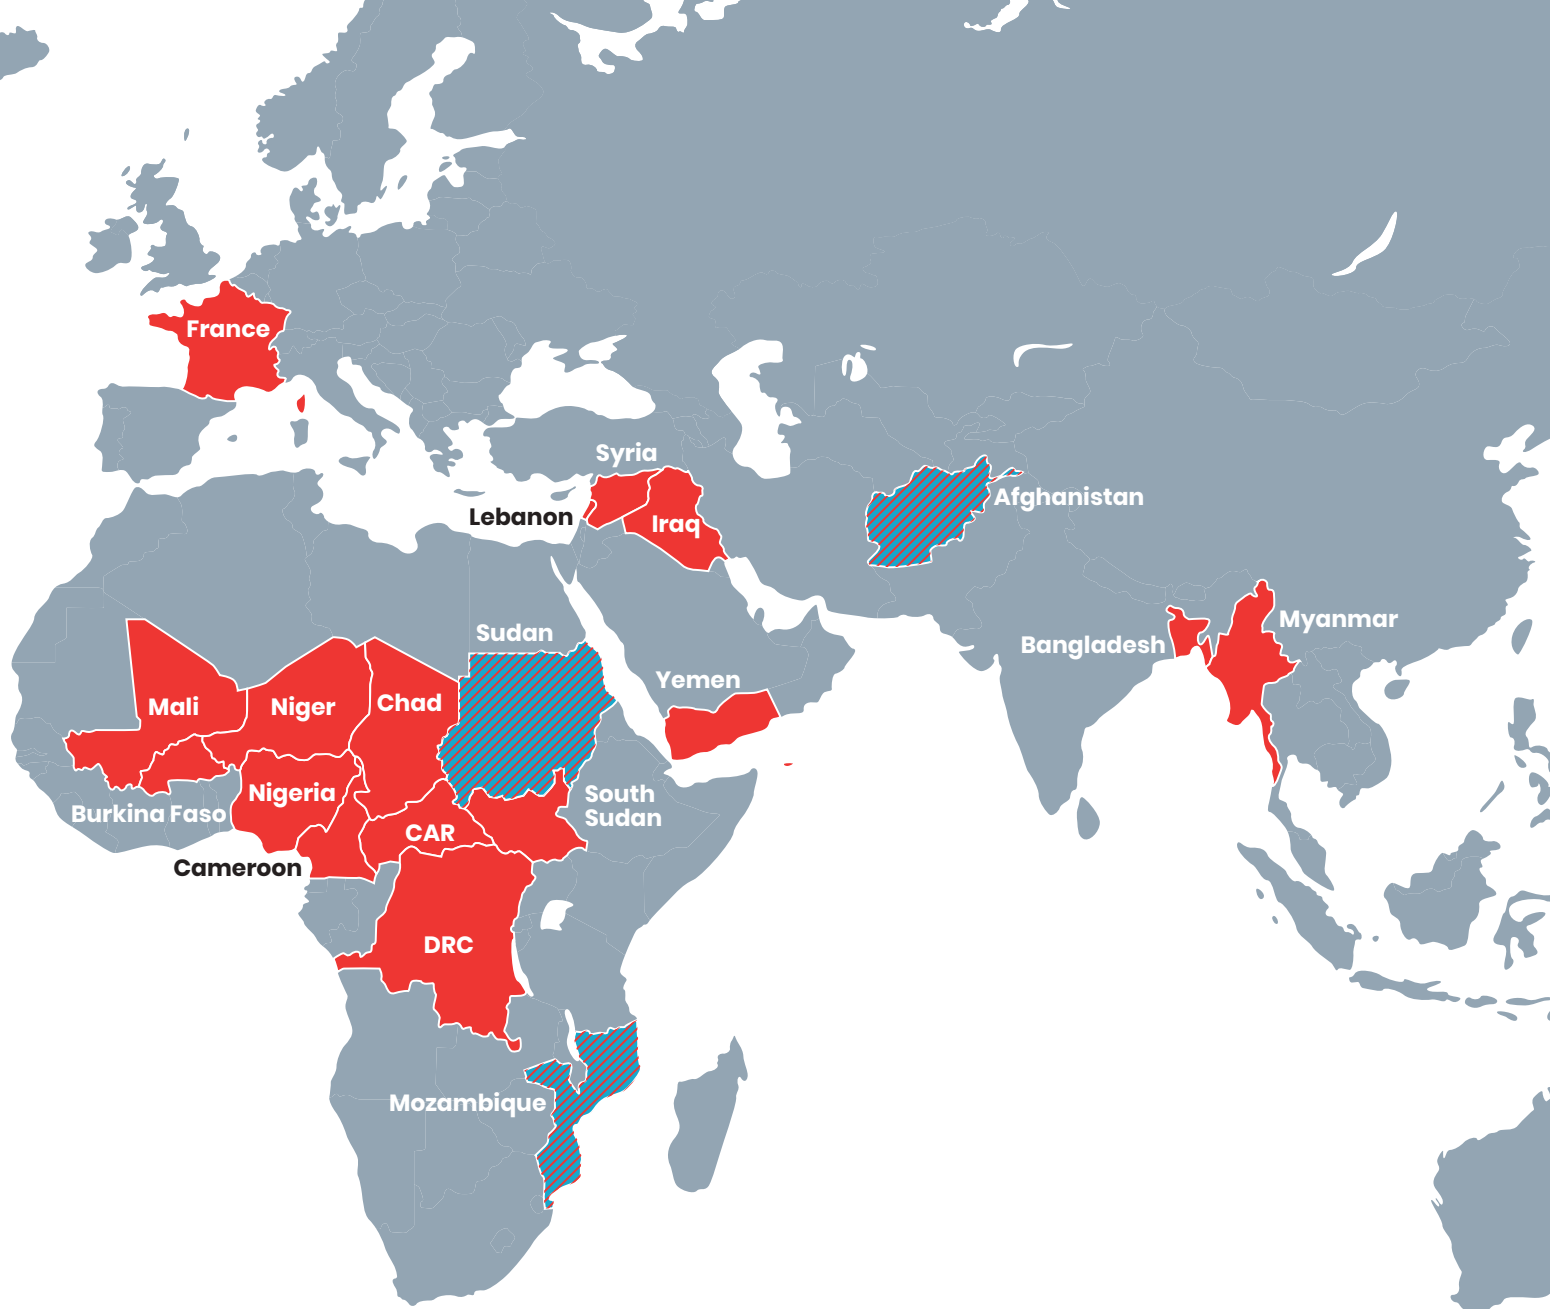 France
Syria
Afghanistan
Lebanon
Iraq
Myanmar
Sudan
Bangladesh
Yemen
Chad
Mali
Niger
Nigeria
South
Sudan
Burkina Faso
CAR
Cameroon
DRC
Mozambique